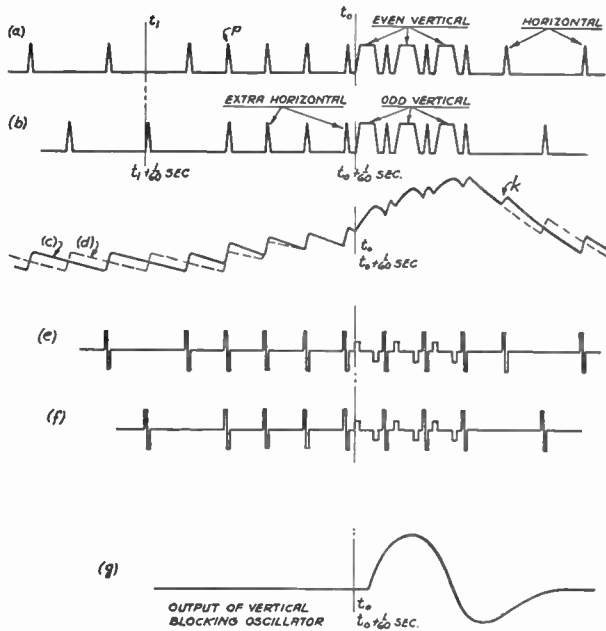 (a)
t₁
P
t₀
EVEN VERTICAL
HORIZONTAL
(b)
EXTRA HORIZONTAL
ODD VERTICAL
t₁ + 1/60 SEC
t₀ + 1/60 SEC.
k
(c)
(d)
t₀
t₀ + 1/60 SEC
(e)
(f)
(g)
OUTPUT OF VERTICAL
BLOCKING OSCILLATOR
t₀
t₀ + 1/60 SEC.